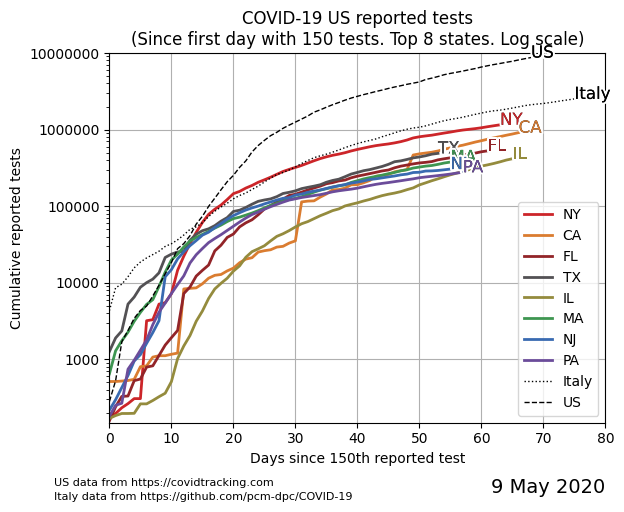 COVID-19 US reported tests
(Since first day with 150 tests. Top 8 states. Log scale)
Cumulative reported tests
10000000
1000000
100000
10000
1000
US
Italy
NY
CA
FL
TX
MA
IL
NJ
PA
NY
CA
FL
TX
IL
MA
NJ
PA
Italy
US
0 10 20 30 40 50 60 70 80
Days since 150th reported test
US data from https://covidtracking.com
Italy data from https://github.com/pcm-dpc/COVID-19
9 May 2020